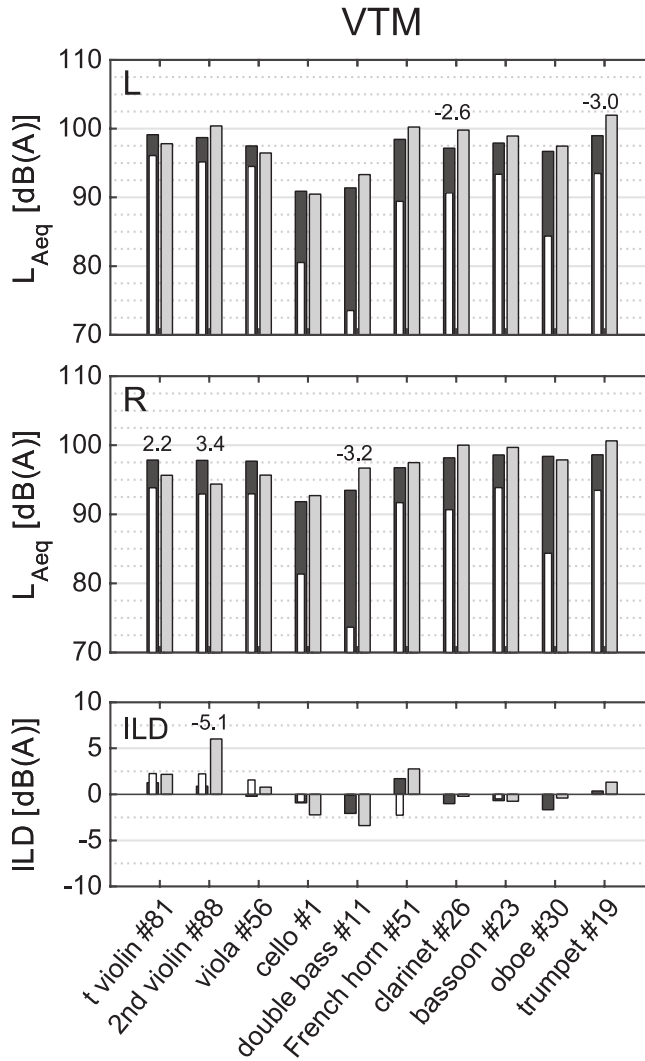 VTM
110
L
-2.6
-3.0
100
90
80
70
L_Aeq [dB(A)]
110
R
2.2
3.4
-3.2
100
90
80
70
L_Aeq [dB(A)]
10
ILD
-5.1
5
0
-5
-10
ILD [dB(A)]
t violin #81
2nd violin #88
viola #56
cello #1
double bass #11
French horn #51
clarinet #26
bassoon #23
oboe #30
trumpet #19